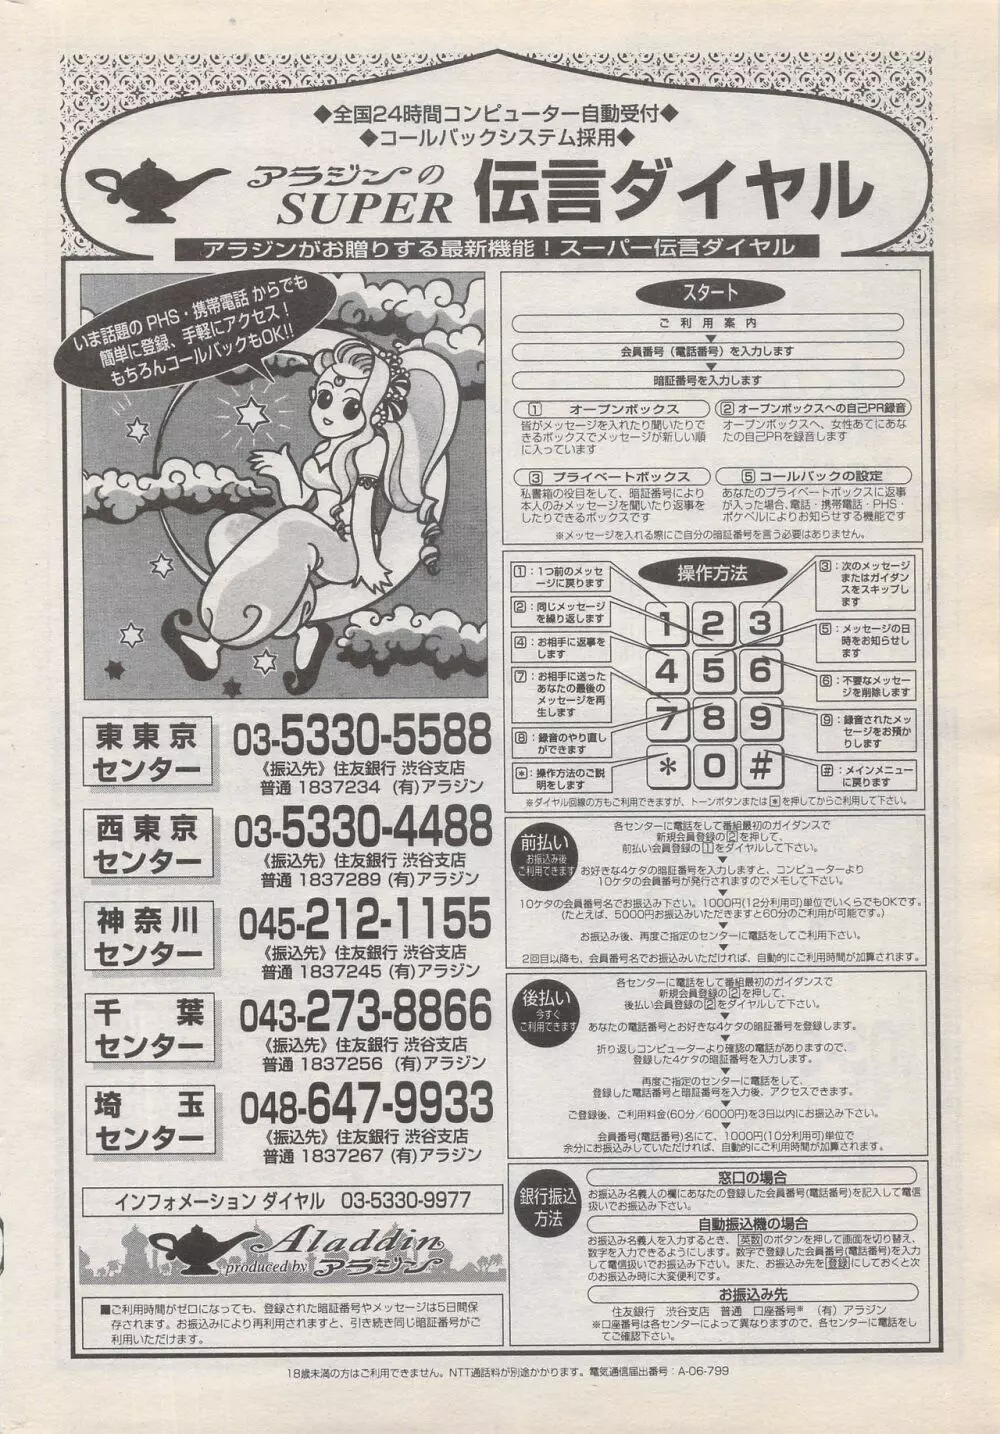 ◆全国24時間コンピューター自動受付◆
◆コールバックシステム採用◆
アラジンの
SUPER
伝言ダイヤル
アラジンがお贈りする最新機能！スーパー伝言ダイヤル
いま話題の PHS・携帯電話 からでも
簡単に登録、手軽にアクセス！
もちろんコールバックもOK!!
東東京
センター
03-5330-5588
《振込先》住友銀行 渋谷支店
普通 1837234 (有)アラジン
西東京
センター
03-5330-4488
《振込先》住友銀行 渋谷支店
普通 1837289 (有)アラジン
神奈川
センター
045-212-1155
《振込先》住友銀行 渋谷支店
普通 1837245 (有)アラジン
千葉
センター
043-273-8866
《振込先》住友銀行 渋谷支店
普通 1837256 (有)アラジン
埼玉
センター
048-647-9933
《振込先》住友銀行 渋谷支店
普通 1837267 (有)アラジン
インフォメーション ダイヤル 03-5330-9977
Aladdin
produced by アラジン
■ご利用時間がゼロになっても、登録された暗証番号やメッセージは5日間保
存されます。お振込みにより再利用されますと、引き続き同じ暗証番号がご
利用いただけます。
スタート
ご利用案内
▼
会員番号（電話番号）を入力します
▼
暗証番号を入力します
1 オープンボックス
皆がメッセージを入れたり聞いたりで
きるボックスでメッセージが新しい順
に入っています
2 オープンボックスへの自己PR録音
オープンボックスへ、女性あてにあな
たの自己PRを録音します
3 プライベートボックス
私書箱の役目をして、暗証番号により
本人のみメッセージを聞いたり返事を
したりできるボックスです
5 コールバックの設定
あなたのプライベートボックスに返事
が入った場合、電話・携帯電話・PHS・
ポケベルによりお知らせする機能です
※メッセージを入れる際にご自分の暗証番号を言う必要はありません。
操作方法
1：1つ前のメッセ
ージに戻ります
2：同じメッセージ
を繰り返します
4：お相手に返事を
します
7：お相手に送った
あなたの最後の
メッセージを再
生します
8：録音のやり直し
ができます
*：操作方法のご説
明をします
1 2 3
4 5 6
7 8 9
* 0 #
3：次のメッセージ
またはガイダン
スをスキップし
ます
5：メッセージの日
時をお知らせし
ます
6：不要なメッセー
ジを削除します
9：録音されたメッ
セージをお預か
りします
#：メインメニュー
に戻ります
※ダイヤル回線の方もご利用できますが、トーンボタンまたは*を押してからご利用して下さい。
前払い
お振込み後
ご利用できます
各センターに電話をして番組最初のガイダンスで
新規会員登録の2を押して、
前払い会員登録の1をダイヤルして下さい。
▼
お好きな4ケタの暗証番号を入力しますと、コンピューターより
10ケタの会員番号が発行されますのでメモして下さい。
▼
10ケタの会員番号名でお振込み下さい。1000円(12分利用可)単位でいくらでもOKです。
(たとえば、5000円お振込みいただきますと60分のご利用が可能です。)
▼
お振込み後、再度ご指定のセンターに電話をしてご利用下さい。
▼
2回目以降も、会員番号名でお振込みいただければ、自動的にご利用時間が加算されます。
後払い
今すぐ
ご利用できます
各センターに電話をして番組最初のガイダンスで
新規会員登録の2を押して、
後払い会員登録の2をダイヤルして下さい。
▼
あなたの電話番号とお好きな4ケタの暗証番号を登録します。
▼
折り返しコンピューターより確認の電話がありますので、
登録した4ケタの暗証番号を入力します。
▼
再度ご指定のセンターに電話をして、
登録した電話番号と暗証番号を入力後、アクセスできます。
▼
ご登録後、ご利用料金(60分／6000円)を3日以内にお振込み下さい。
▼
会員番号(電話番号)名にて、1000円(10分利用可)単位で
余分にお振込みしていただければ、自動的にご利用時間が加算されます。
銀行振込
方法
窓口の場合
お振込み名義人の欄にあなたの登録した会員番号(電話番号)を記入して電信
扱いでお振込み下さい。
自動振込機の場合
お振込み名義人を入力するとき、英数のボタンを押して画面を切り替え、
数字を入力できるようにします。数字で登録した会員番号(電話番号)を入力
して電信扱いでお振込み下さい。また、お振込み先を登録にしておくと次
のお振込み時に大変便利です。
お振込み先
住友銀行 渋谷支店 普通 口座番号* (有) アラジン
※口座番号は各センターによって異なりますので、各センターに電話をし
てご確認下さい。
18歳未満の方はご利用できません。NTT通話料が別途かかります。電気通信届出番号：A-06-799